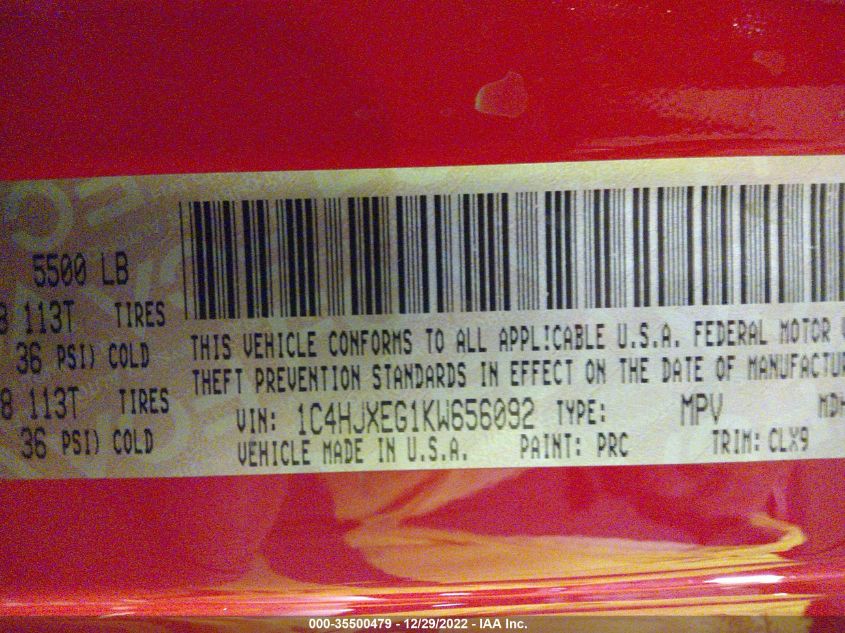 5500 LB
8 113T TIRES
36 PSI) COLD
8 113T TIRES
36 PSI) COLD
THIS VEHICLE CONFORMS TO ALL APPLICABLE U.S.A. FEDERAL MOTOR
THEFT PREVENTION STANDARDS IN EFFECT ON THE DATE OF MANUFACTU
VIN: 1C4HJXEG1KW656092 TYPE: MPV MDH
VEHICLE MADE IN U.S.A. PAINT: PRC TRIM: CLX9
000-35500479 - 12/29/2022 - IAA Inc.